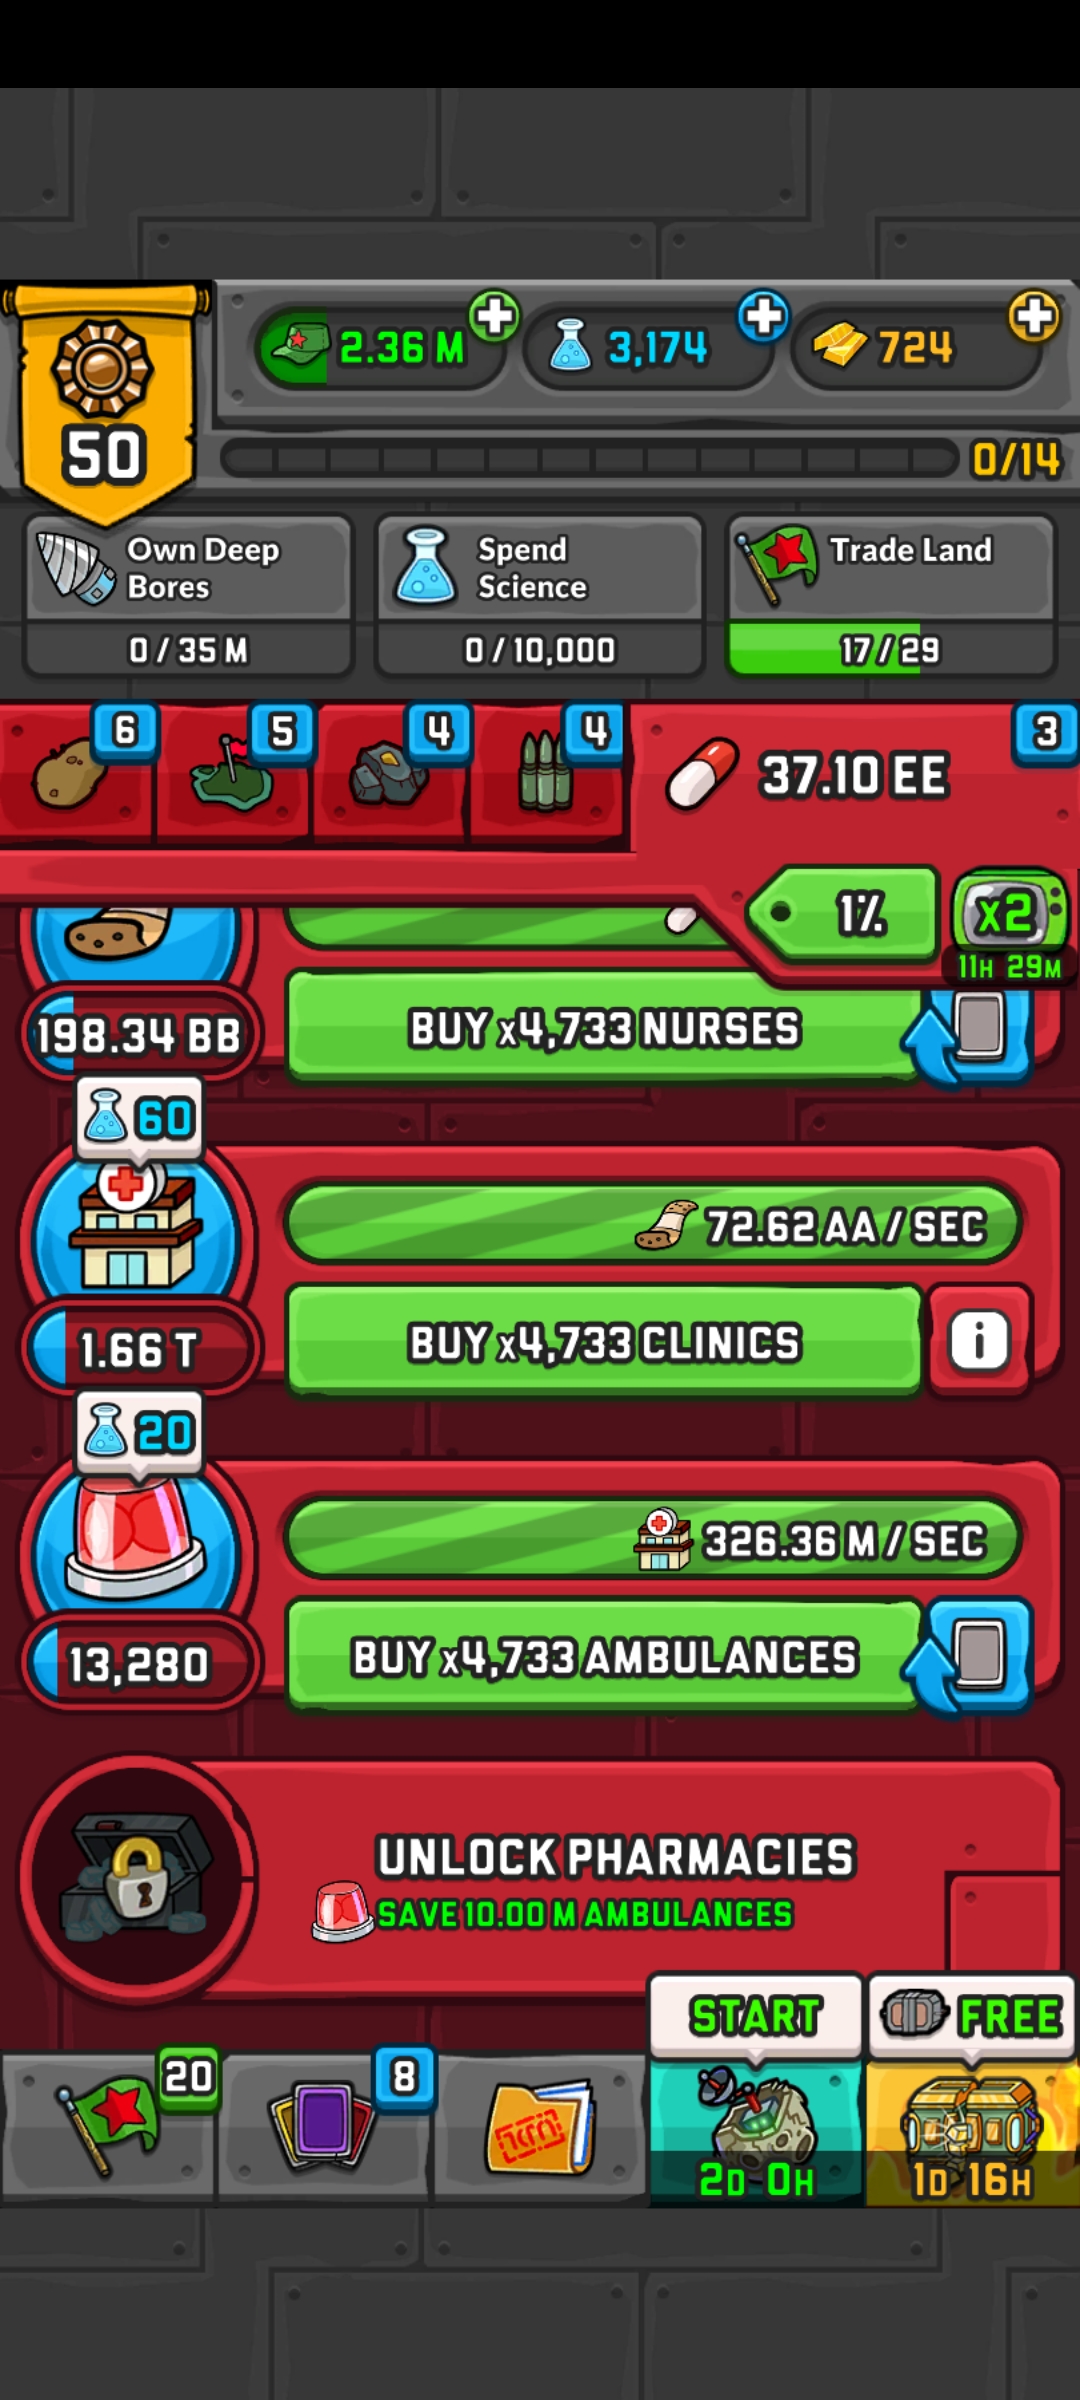 50
2.36 M
3,174
724
0/14
Own Deep
Bores
0 / 35 M
Spend
Science
0 / 10,000
Trade Land
17 / 29
6
5
4
4
3
37.10 EE
1%
x2
11H 29M
198.34 BB
BUY x4,733 NURSES
60
72.62 AA / SEC
1.66 T
BUY x4,733 CLINICS
i
20
326.36 M / SEC
13,280
BUY x4,733 AMBULANCES
UNLOCK PHARMACIES
SAVE 10.00 M AMBULANCES
START
FREE
20
8
2D 0H
1D 16H